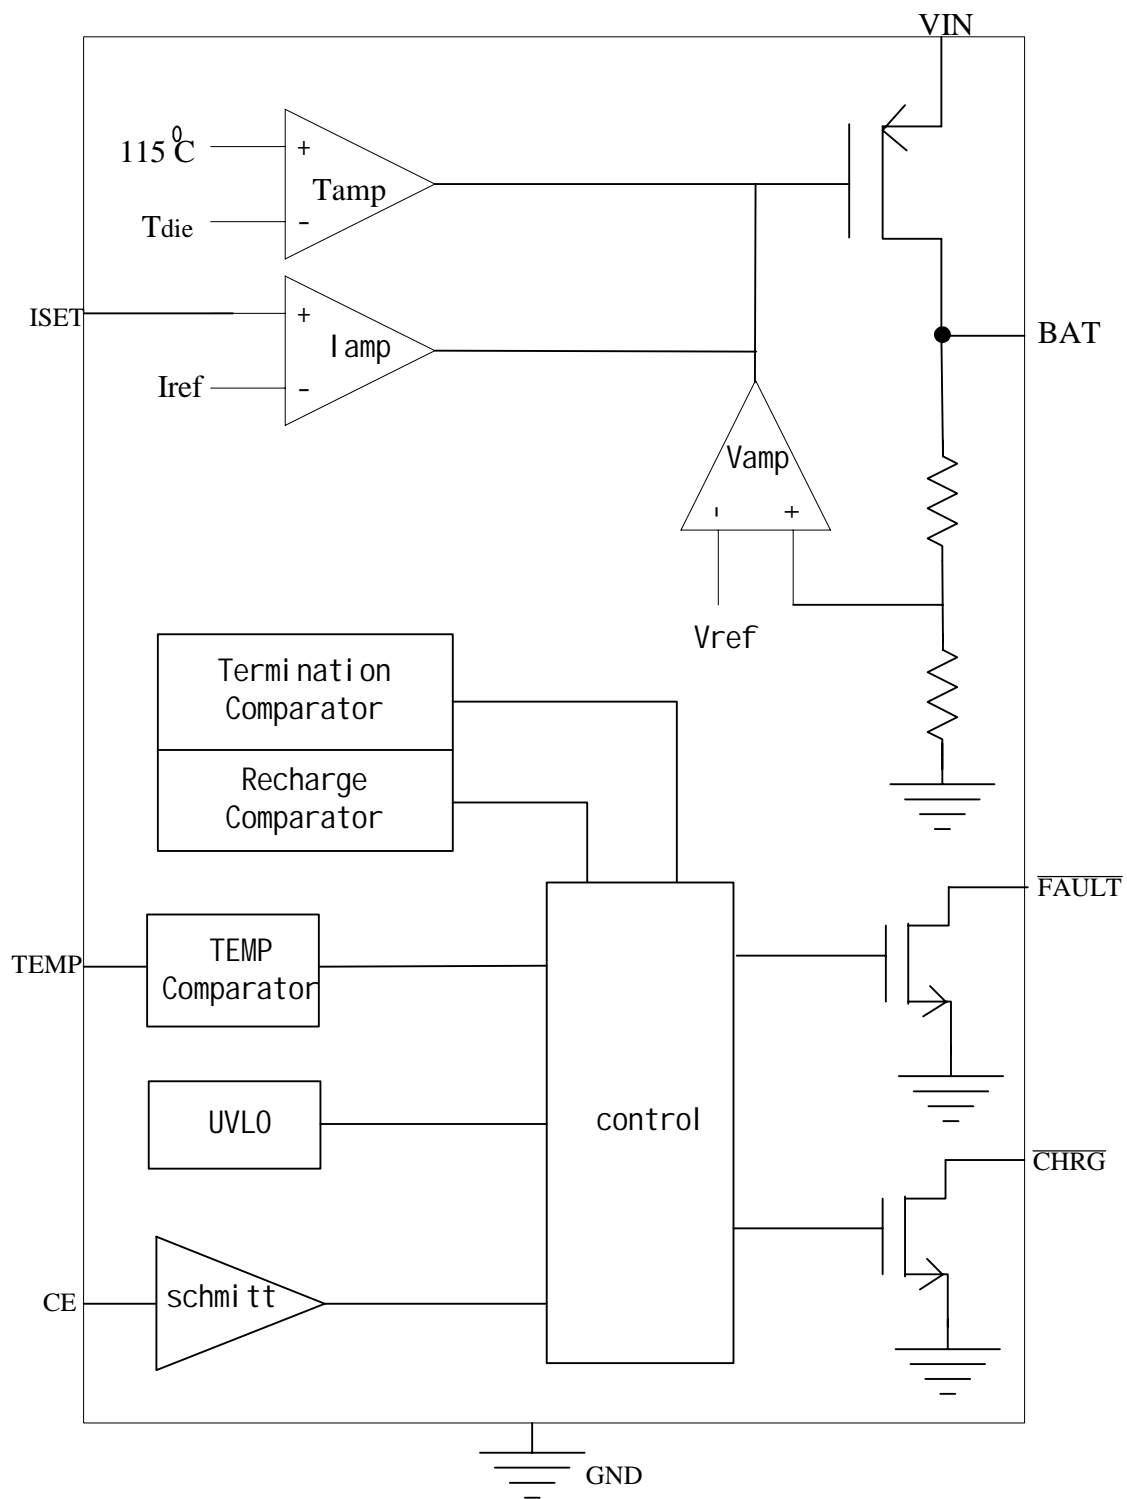 VIN
115 0C
+
Tamp
Tdie
-
ISET
+
Iamp
BAT
Iref
-
Vamp
- +
Vref
Termination
Comparator
Recharge
Comparator
FAULT
TEMP
TEMP
Comparator
UVLO
control
CHRG
CE
schmitt
GND